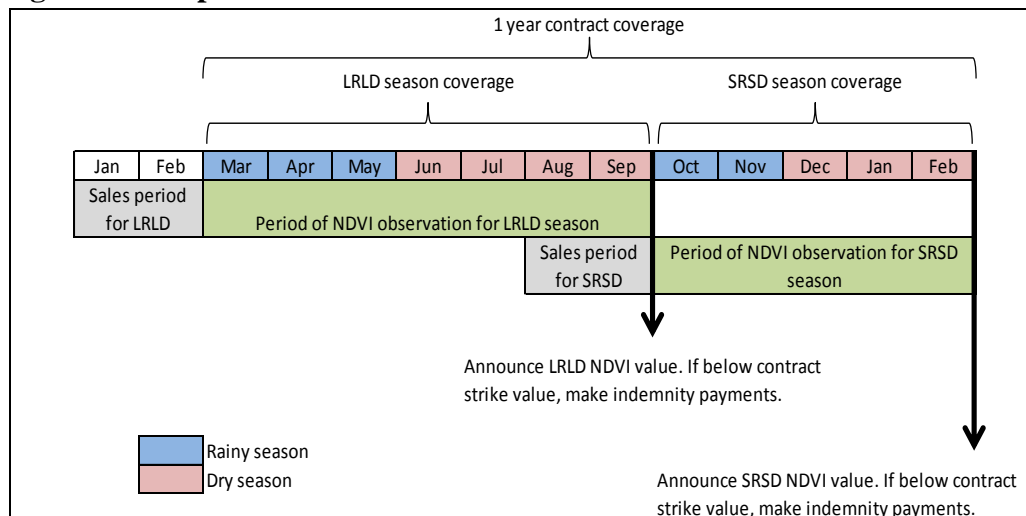 1 year contract coverage
LRLD season coverage
SRSD season coverage
Jan Feb Mar Apr May Jun Jul Aug Sep Oct Nov Dec Jan Feb
Sales period
for LRLD
Period of NDVI observation for LRLD season
Sales period
for SRSD
Period of NDVI observation for SRSD
season
Announce LRLD NDVI value. If below contract
strike value, make indemnity payments.
Rainy season
Dry season
Announce SRSD NDVI value. If below contract
strike value, make indemnity payments.